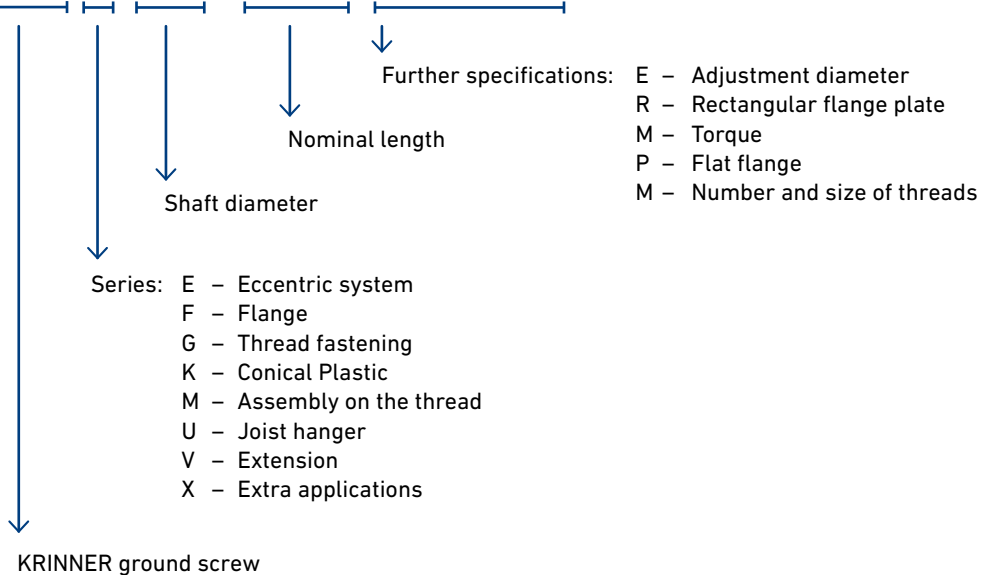 Further specifications: E – Adjustment diameter
R – Rectangular flange plate
M – Torque
P – Flat flange
M – Number and size of threads
Nominal length
Shaft diameter
Series: E – Eccentric system
F – Flange
G – Thread fastening
K – Conical Plastic
M – Assembly on the thread
U – Joist hanger
V – Extension
X – Extra applications
KRINNER ground screw